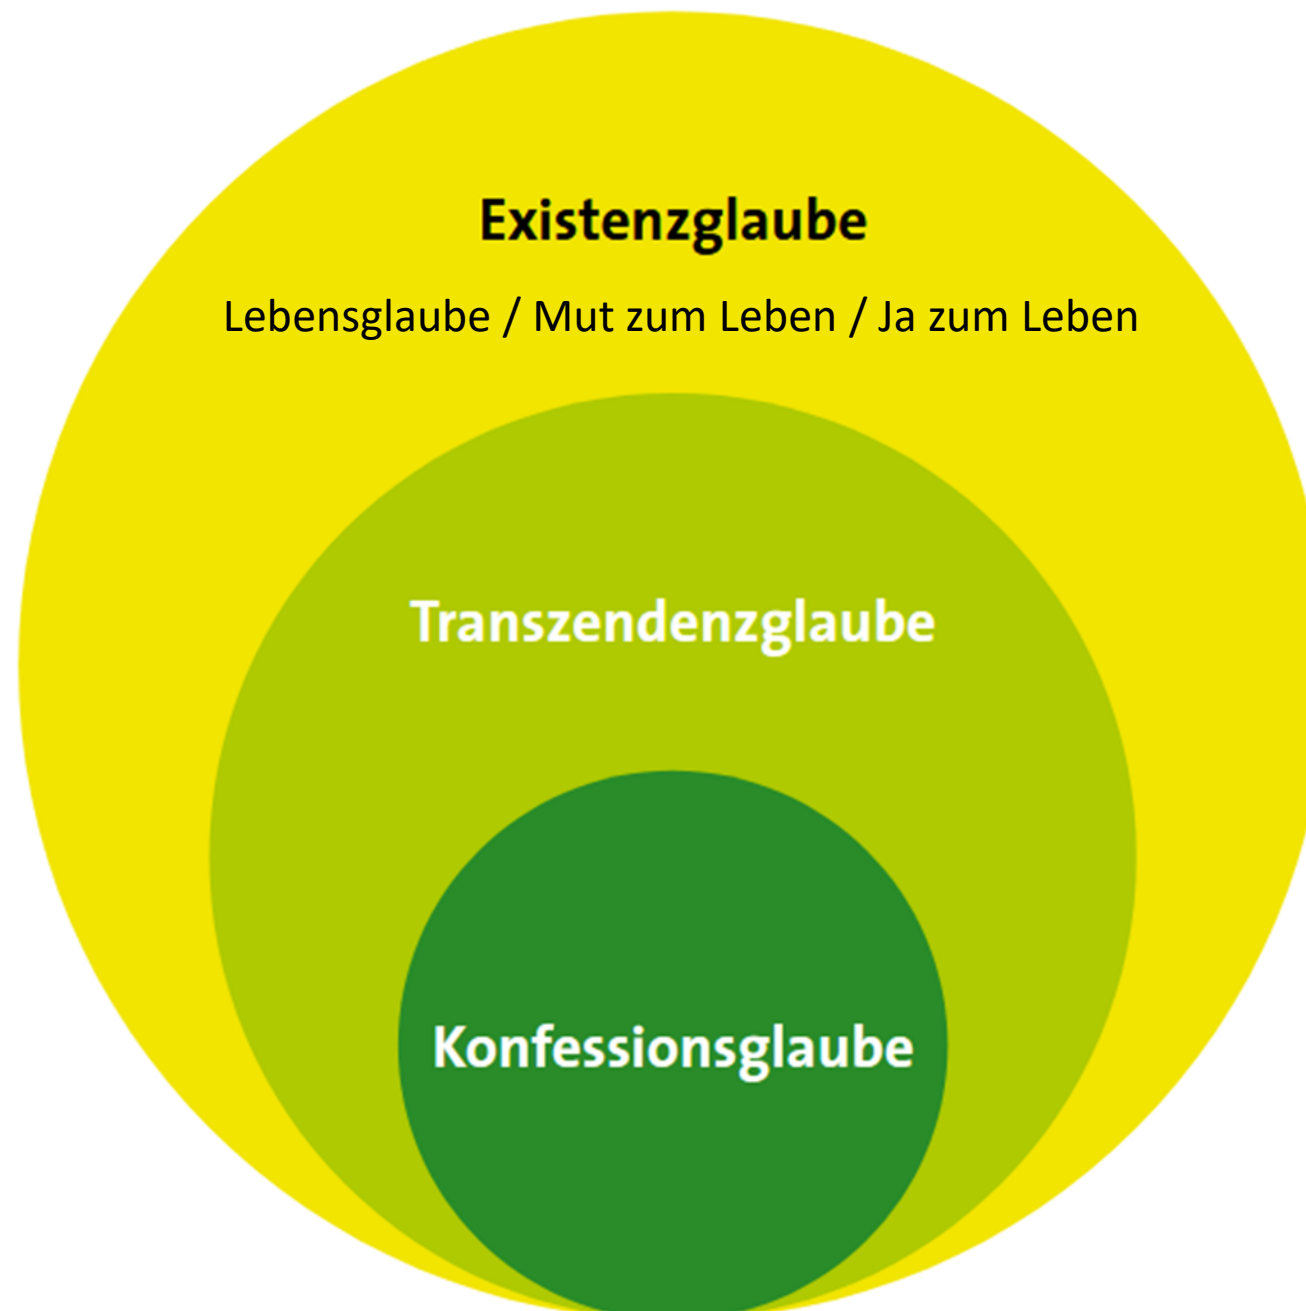 Existenzglaube
Lebensglaube / Mut zum Leben / Ja zum Leben
Transzendenzglaube
Konfessionsglaube